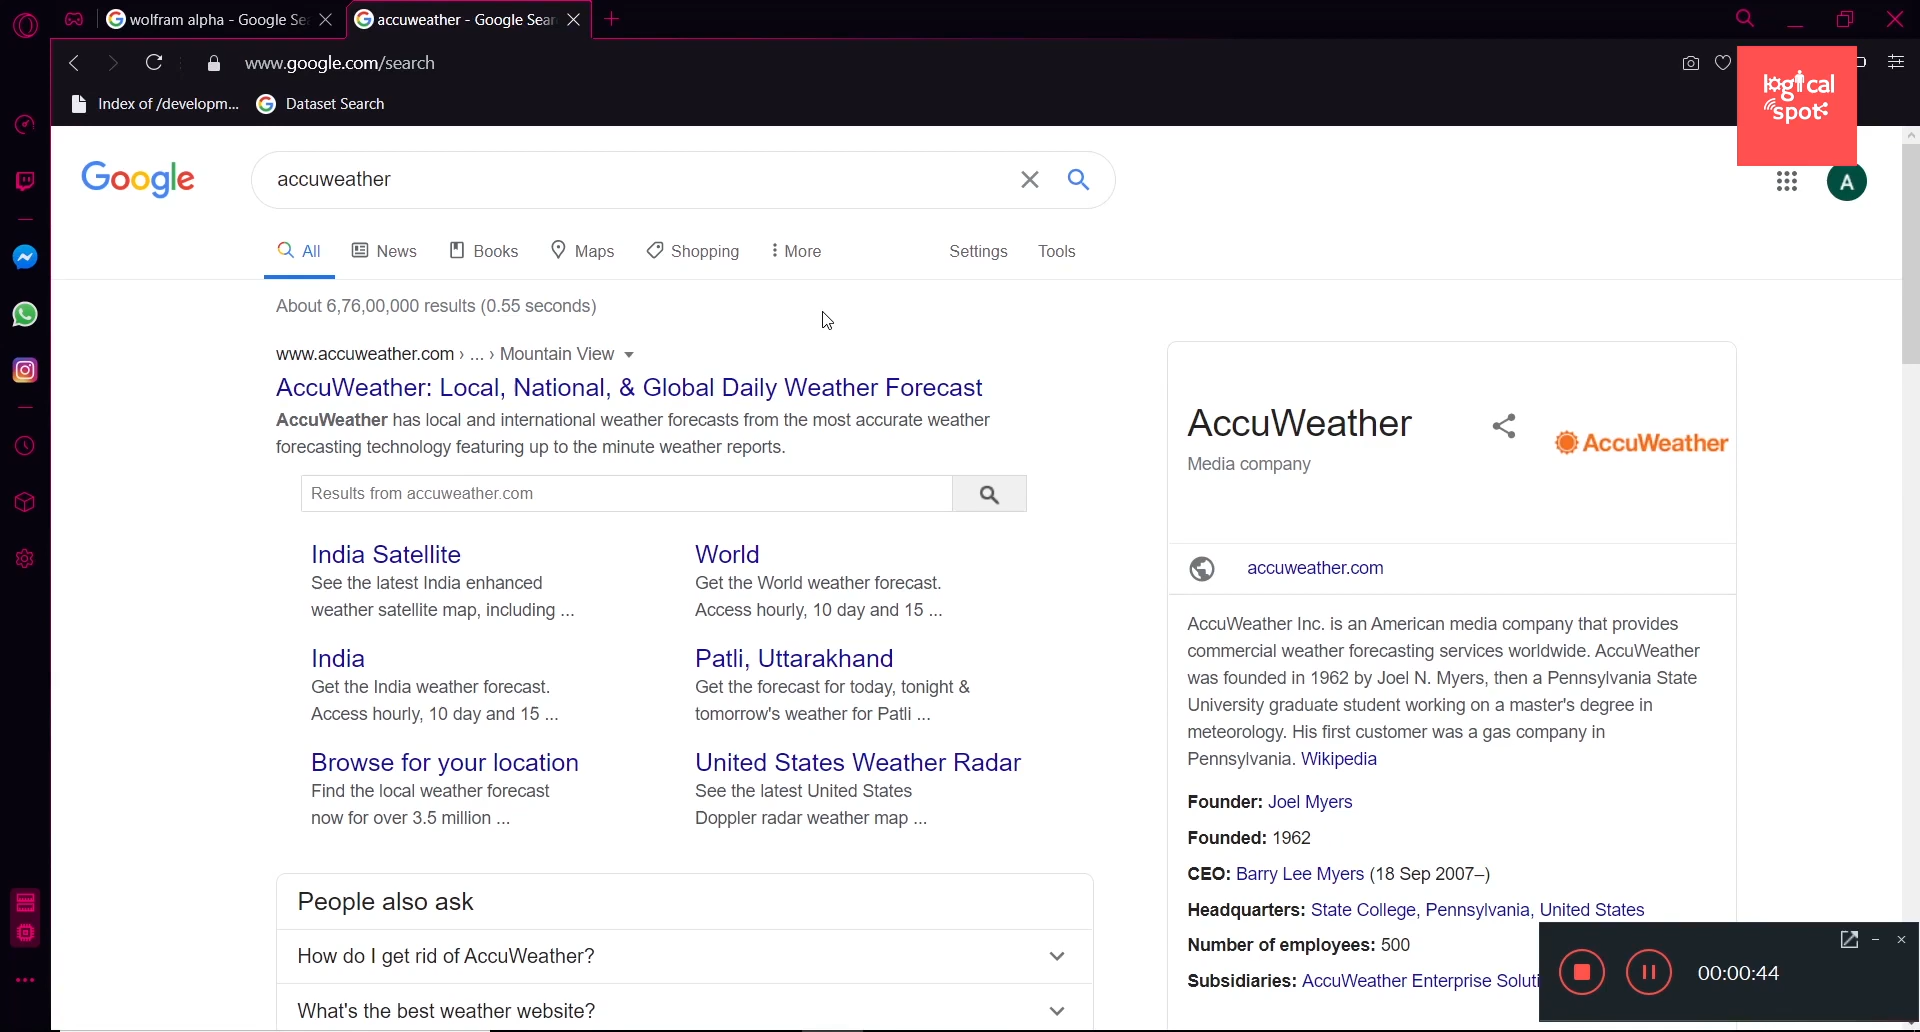 wolfram alpha - Google Se
accuweather - Google Sear
www.google.com/search
Index of /developm...
Dataset Search
logical
spot
Google
accuweather
A
All
News
Books
Maps
Shopping
More
Settings
Tools
About 6,76,00,000 results (0.55 seconds)
www.accuweather.com › ... › Mountain View
AccuWeather: Local, National, & Global Daily Weather Forecast
AccuWeather has local and international weather forecasts from the most accurate weather
forecasting technology featuring up to the minute weather reports.
Results from accuweather.com
India Satellite
See the latest India enhanced
weather satellite map, including ...
World
Get the World weather forecast.
Access hourly, 10 day and 15 ...
India
Get the India weather forecast.
Access hourly, 10 day and 15 ...
Patli, Uttarakhand
Get the forecast for today, tonight &
tomorrow's weather for Patli ...
Browse for your location
Find the local weather forecast
now for over 3.5 million ...
United States Weather Radar
See the latest United States
Doppler radar weather map ...
People also ask
How do I get rid of AccuWeather?
What's the best weather website?
AccuWeather
Media company
AccuWeather
accuweather.com
AccuWeather Inc. is an American media company that provides
commercial weather forecasting services worldwide. AccuWeather
was founded in 1962 by Joel N. Myers, then a Pennsylvania State
University graduate student working on a master's degree in
meteorology. His first customer was a gas company in
Pennsylvania. Wikipedia
Founder: Joel Myers
Founded: 1962
CEO: Barry Lee Myers (18 Sep 2007–)
Headquarters: State College, Pennsylvania, United States
Number of employees: 500
Subsidiaries: AccuWeather Enterprise Soluti
00:00:44